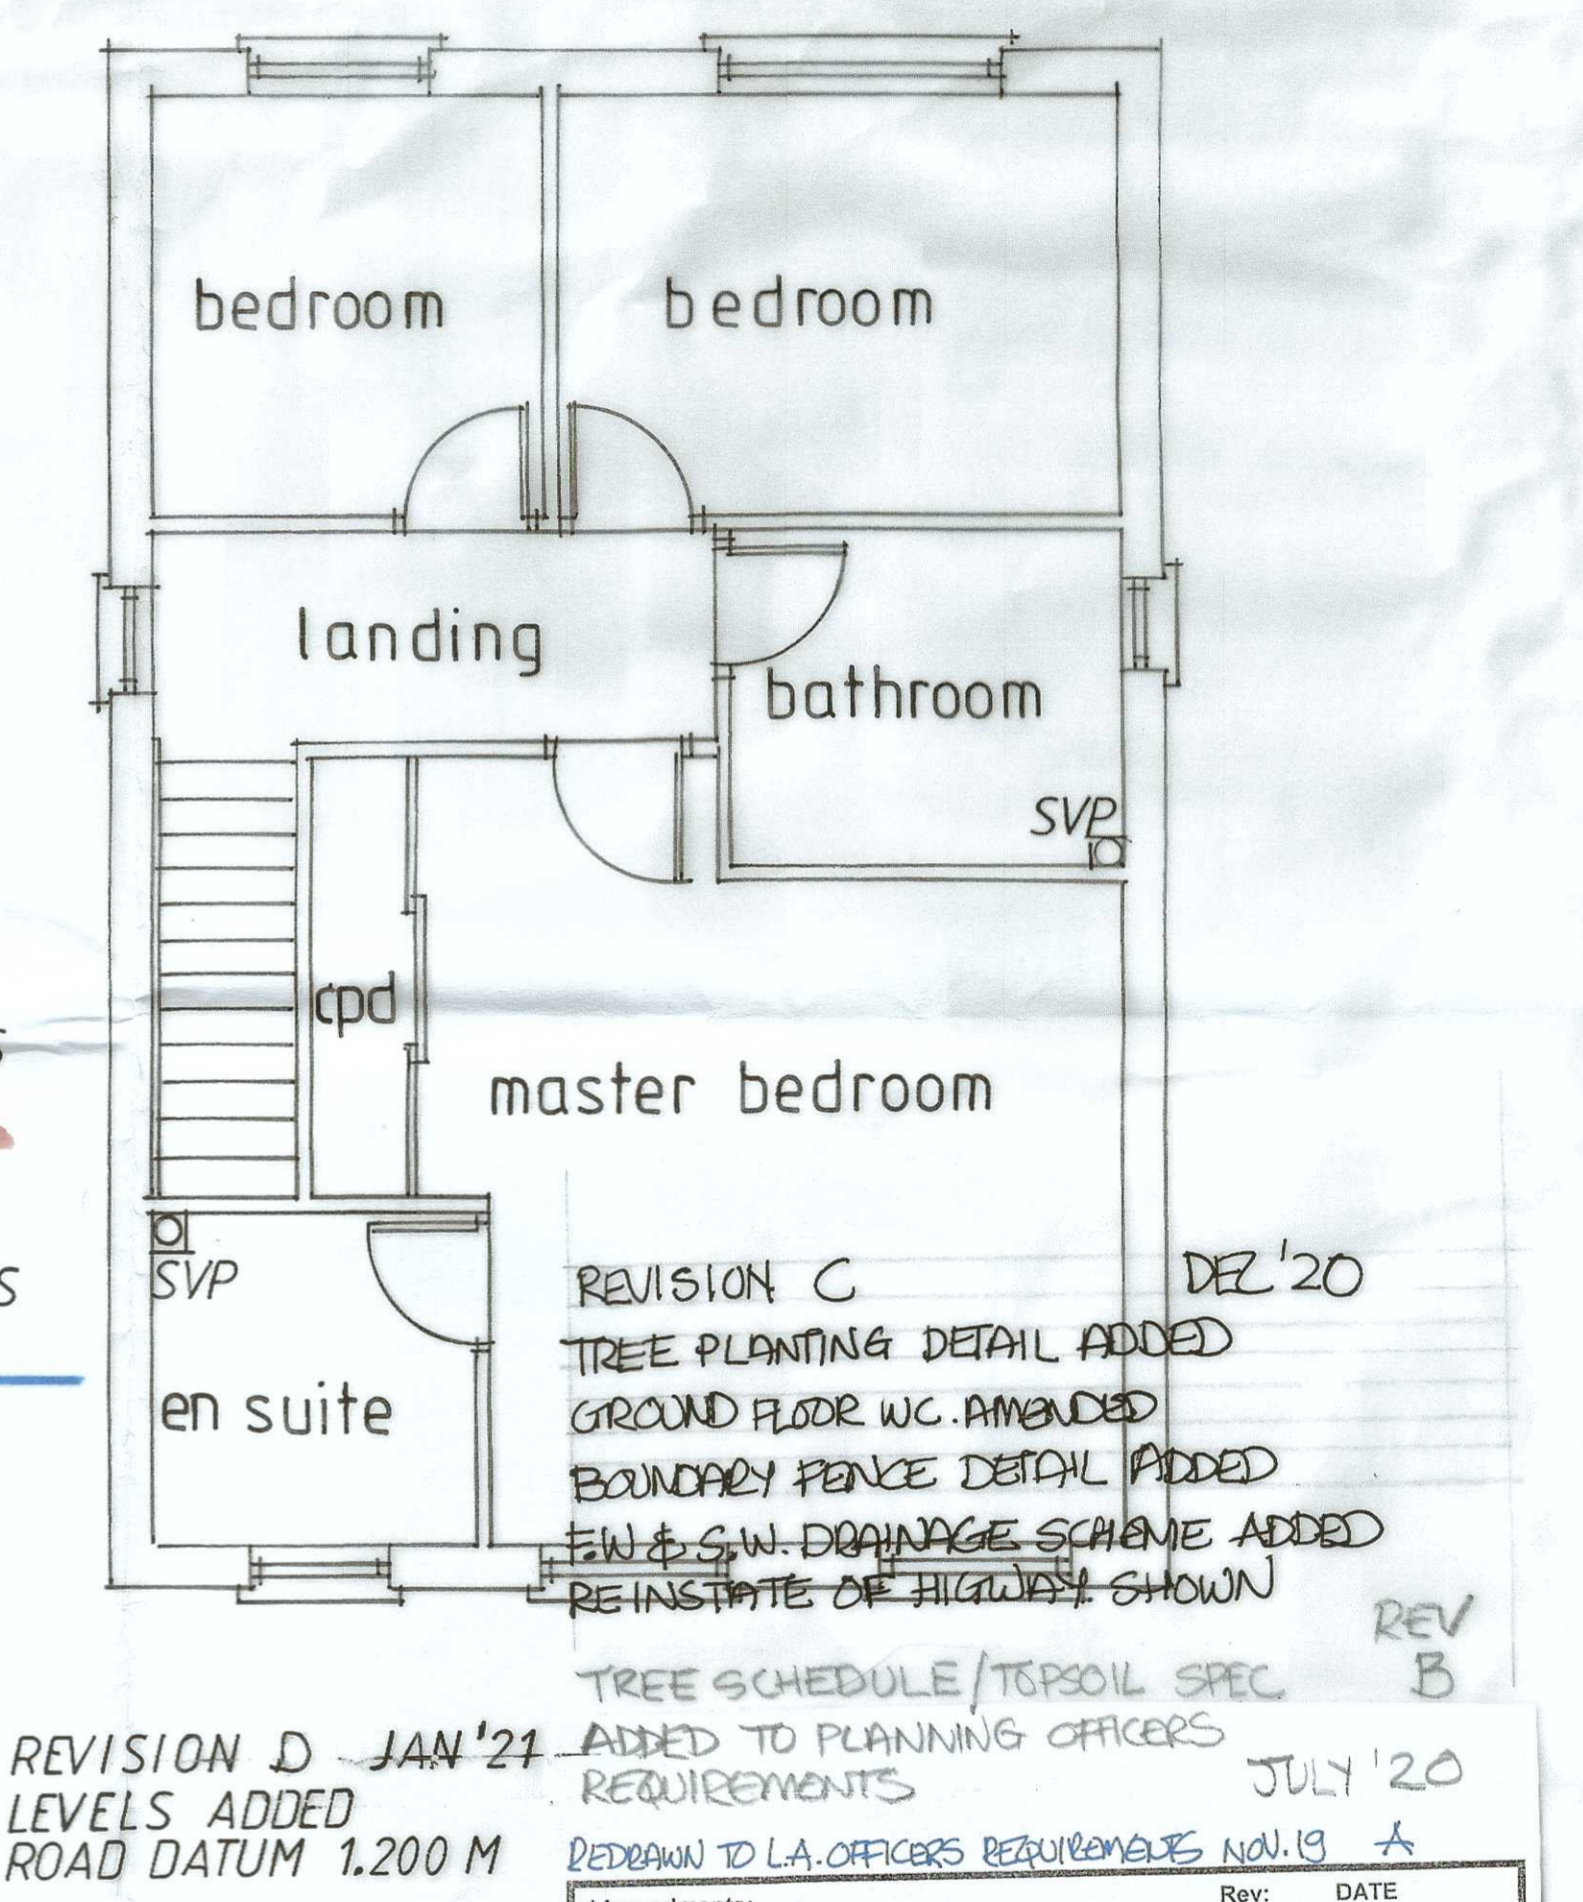 bedroom
bedroom
landing
bathroom
SVP
cpd
master bedroom
SVP
en suite
S
REVISION C DEZ '20
TREE PLANTING DETAIL ADDED
GROUND FLOOR WC. AMENDED
BOUNDARY FENCE DETAIL ADDED
F.W & S.W. DRAINAGE SCHEME ADDED
REINSTATE OF HIGWAY. SHOWN
REV
TREE SCHEDULE/TOPSOIL SPEC. B
ADDED TO PLANNING OFFICERS
REQUIREMENTS JULY '20
REVISION D JAN '21
LEVELS ADDED
ROAD DATUM 1.200 M
REDRAWN TO L.A. OFFICERS REQUIREMENTS NOV. 19 A
Rev: DATE